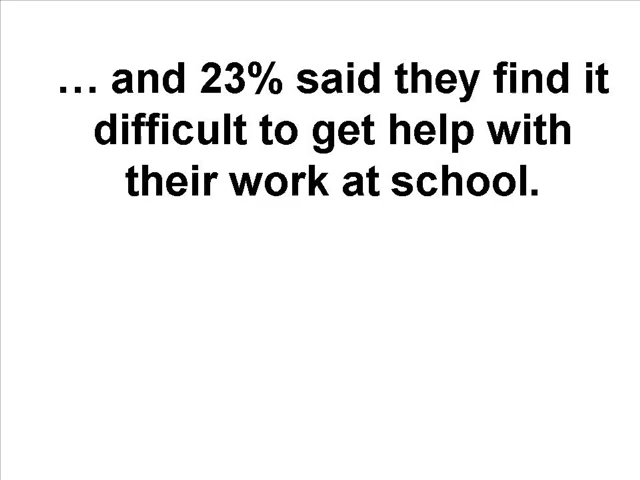 … and 23% said they find it
difficult to get help with
their work at school.